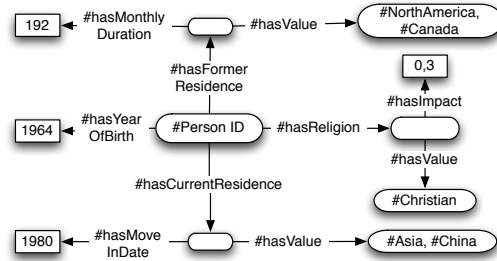 192
#hasMonthly
Duration
#hasValue
#NorthAmerica,
#Canada
#hasFormer
Residence
0,3
#hasImpact
1964
#hasYear
OfBirth
#Person ID
#hasReligion
#hasValue
#hasCurrentResidence
#Christian
1980
#hasMove
InDate
#hasValue
#Asia, #China